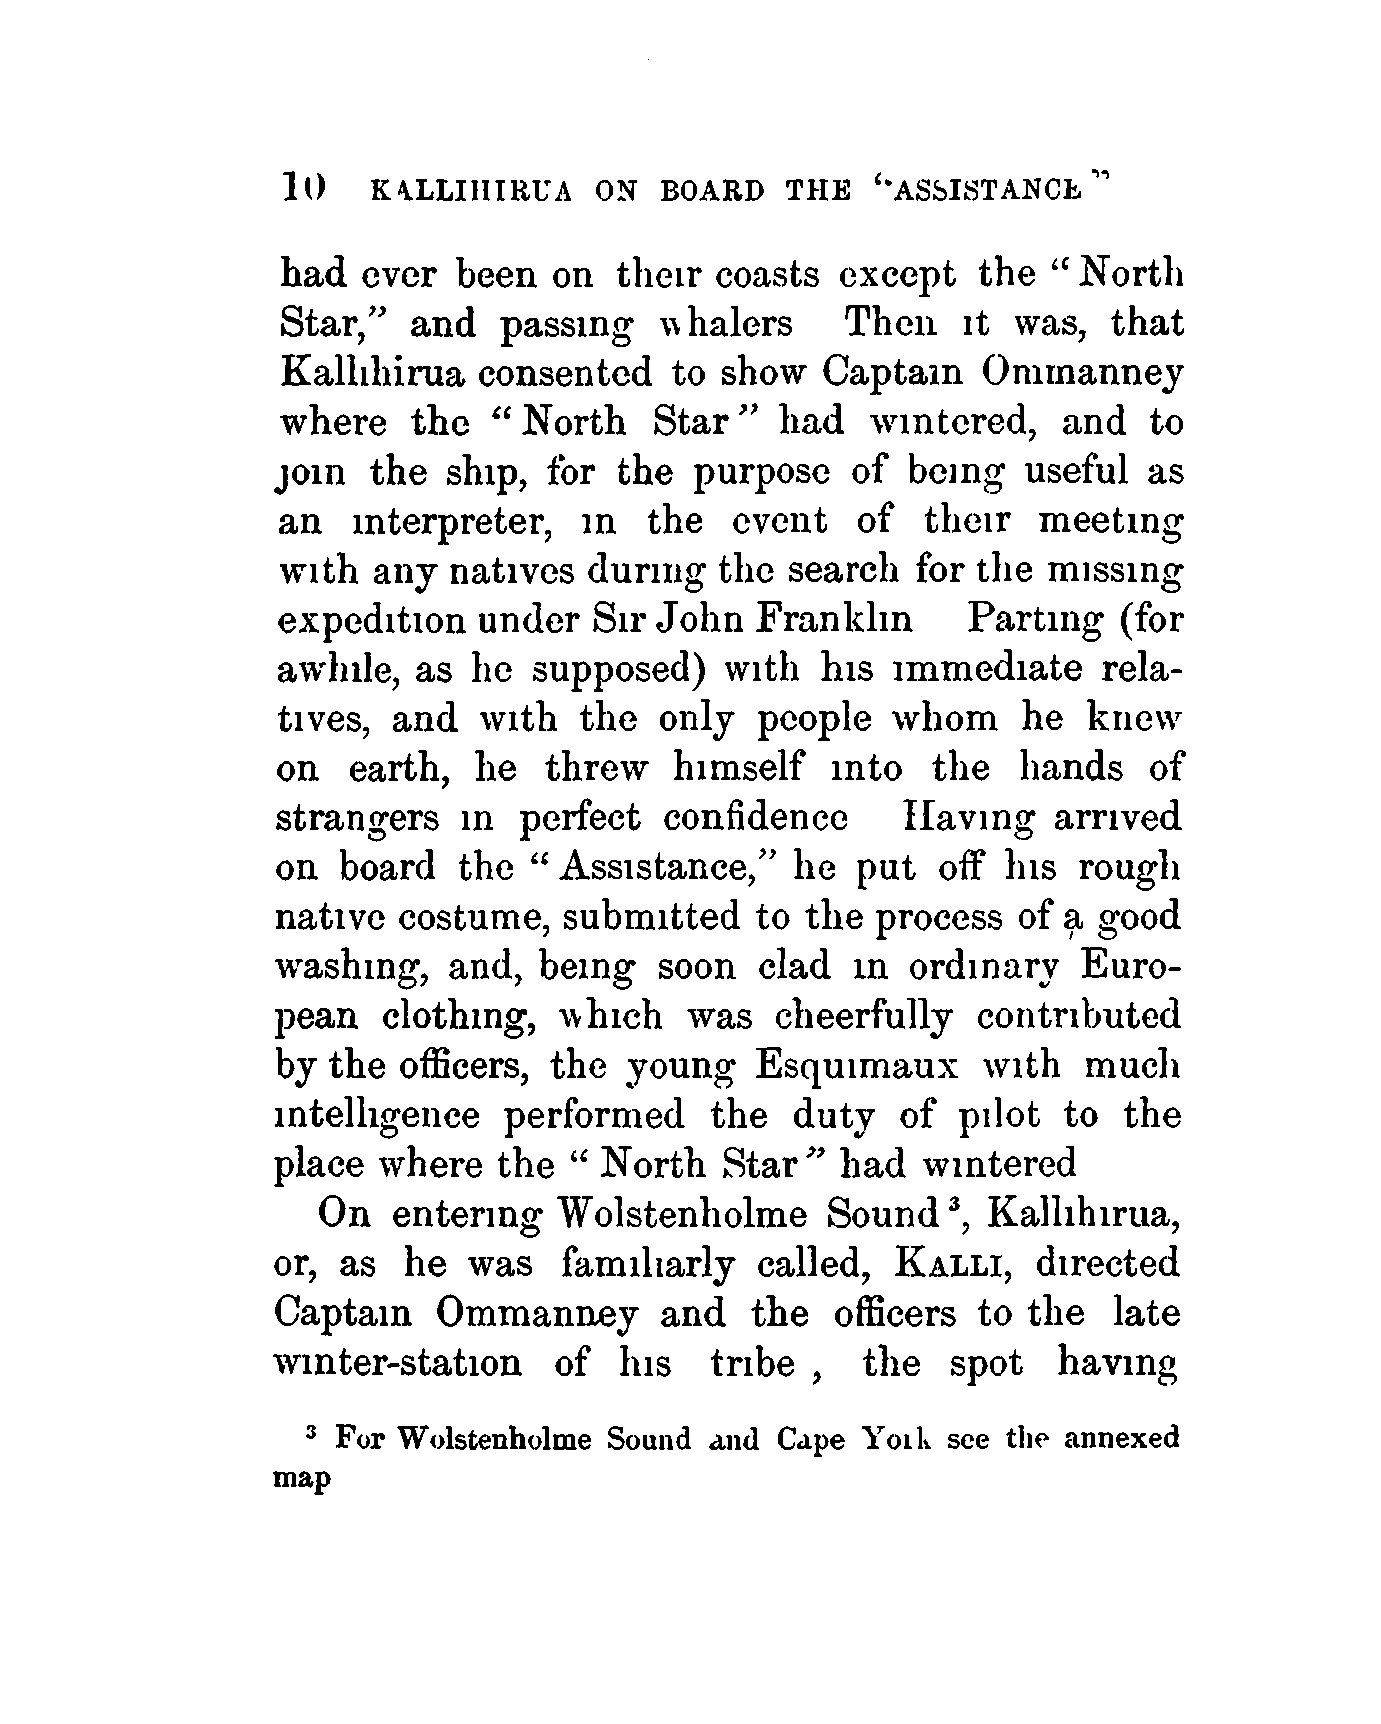 10 KALLIHIRUA ON BOARD THE "ASSISTANCE"
had ever been on their coasts except the "North
Star," and passing whalers Then it was, that
Kallihirua consented to show Captain Ommanney
where the "North Star" had wintered, and to
join the ship, for the purpose of being useful as
an interpreter, in the event of their meeting
with any natives during the search for the missing
expedition under Sir John Franklin Parting (for
awhile, as he supposed) with his immediate rela-
tives, and with the only people whom he knew
on earth, he threw himself into the hands of
strangers in perfect confidence Having arrived
on board the "Assistance," he put off his rough
native costume, submitted to the process of a good
washing, and, being soon clad in ordinary Euro-
pean clothing, which was cheerfully contributed
by the officers, the young Esquimaux with much
intelligence performed the duty of pilot to the
place where the "North Star" had wintered
On entering Wolstenholme Sound ³, Kallihirua,
or, as he was familiarly called, KALLI, directed
Captain Ommanney and the officers to the late
winter-station of his tribe , the spot having
³ For Wolstenholme Sound and Cape York see the annexed
map